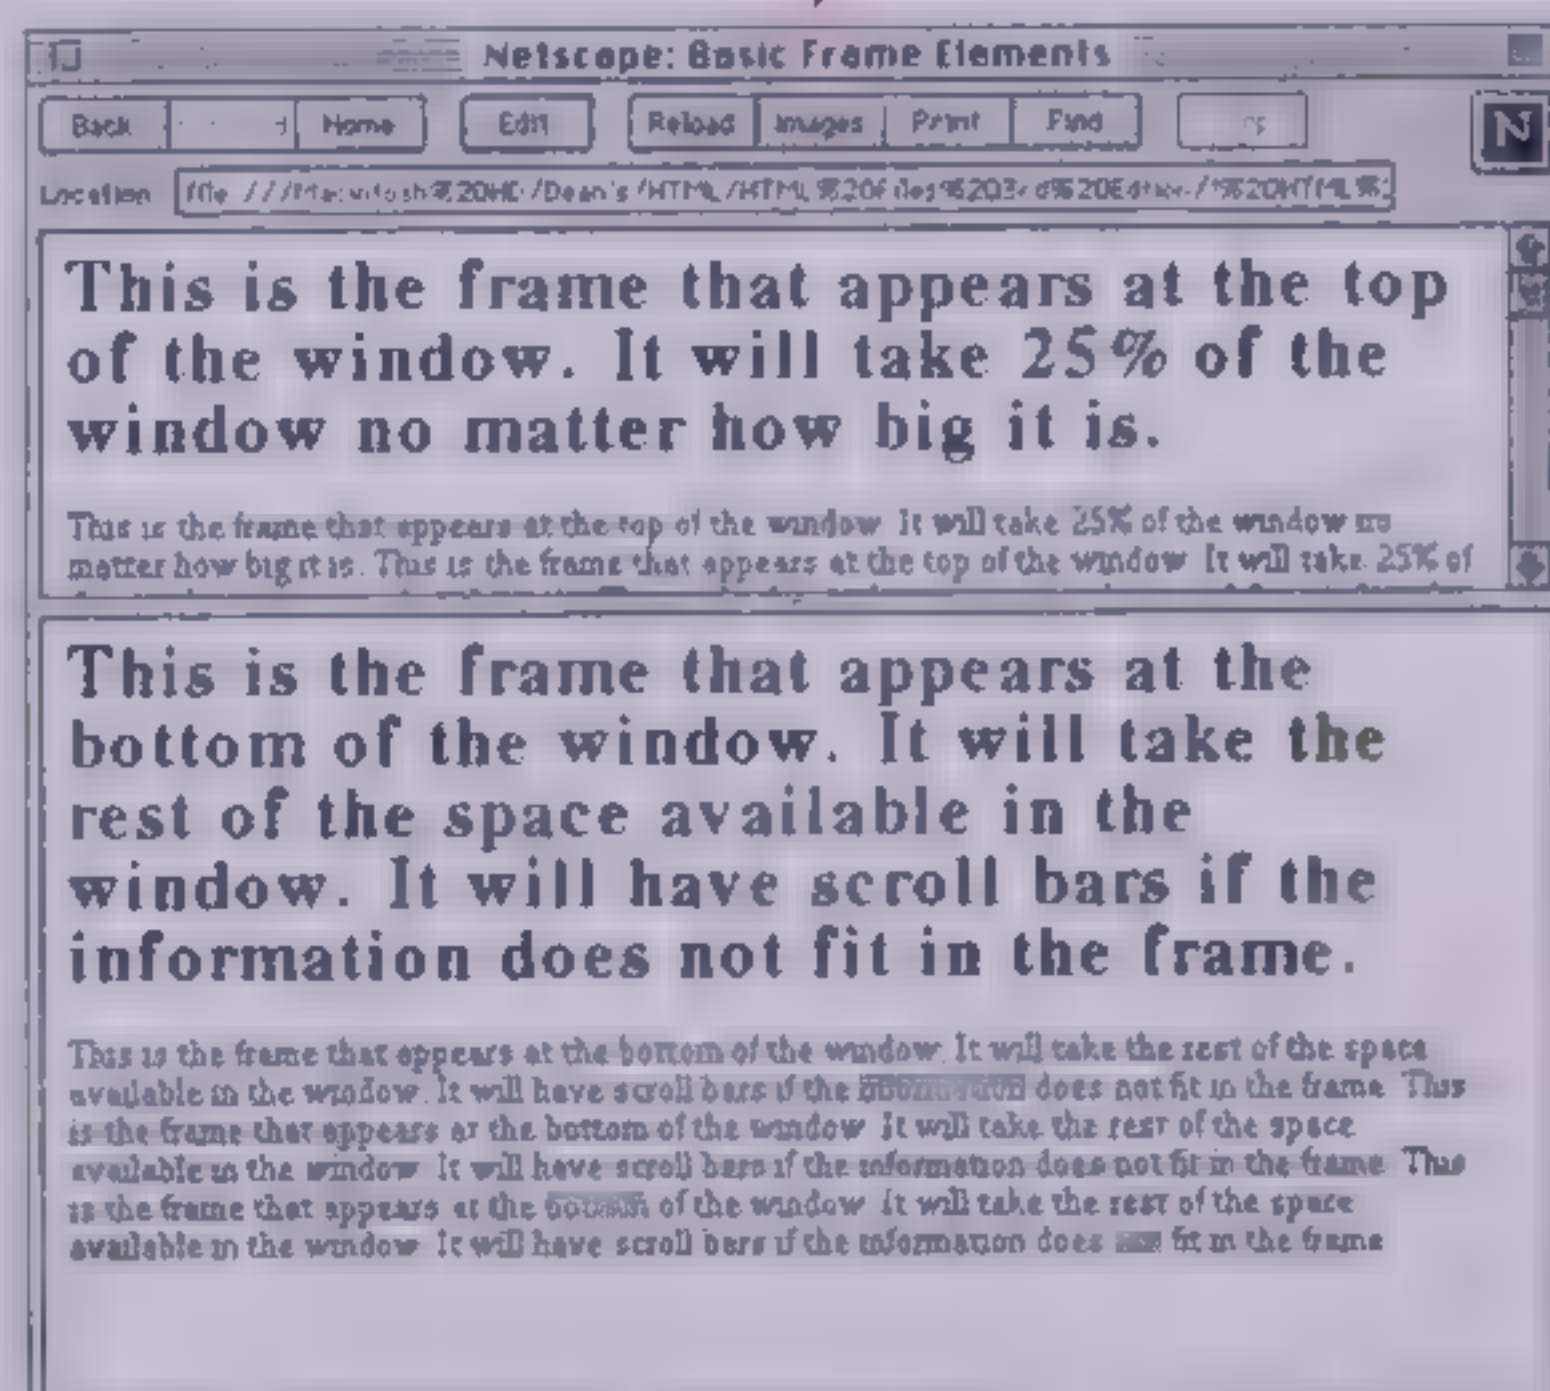 Netscape: Basic Frame Elements
Back Home Edit Reload Images Print Find
N
Location
This is the frame that appears at the top
of the window. It will take 25% of the
window no matter how big it is.
This is the frame that appears at the top of the window. It will take 25% of the window no
matter how big it is. This is the frame that appears at the top of the window. It will take 25% of
This is the frame that appears at the
bottom of the window. It will take the
rest of the space available in the
window. It will have scroll bars if the
information does not fit in the frame.
This is the frame that appears at the bottom of the window. It will take the rest of the space
available in the window. It will have scroll bars if the information does not fit in the frame. This
is the frame that appears at the bottom of the window. It will take the rest of the space
available in the window. It will have scroll bars if the information does not fit in the frame. This
is the frame that appears at the bottom of the window. It will take the rest of the space
available in the window. It will have scroll bars if the information does fit in the frame